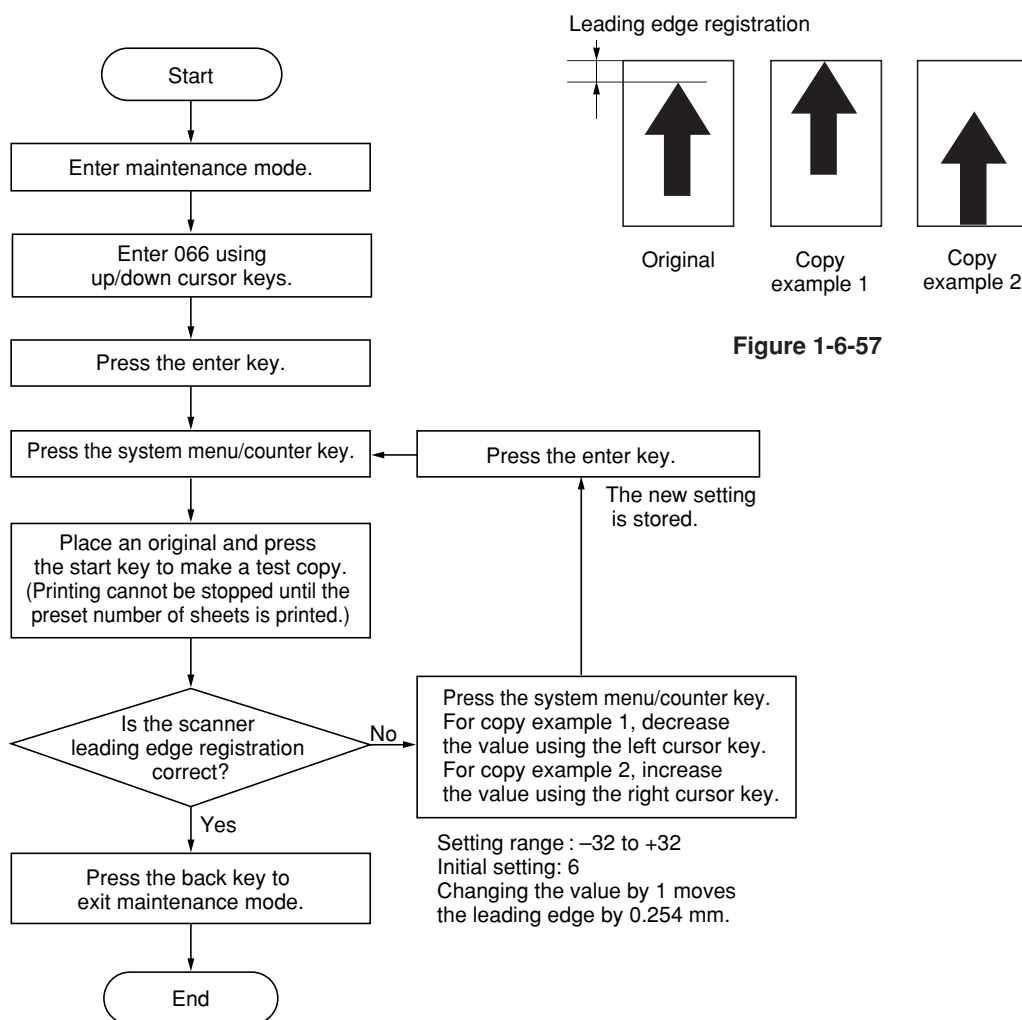 Start
Enter maintenance mode.
Enter 066 using
up/down cursor keys.
Press the enter key.
Press the system menu/counter key.
Place an original and press
the start key to make a test copy.
(Printing cannot be stopped until the
preset number of sheets is printed.)
Is the scanner
leading edge registration
correct?
No
Yes
Press the back key to
exit maintenance mode.
End
Press the enter key.
The new setting
is stored.
Press the system menu/counter key.
For copy example 1, decrease
the value using the left cursor key.
For copy example 2, increase
the value using the right cursor key.
Setting range : –32 to +32
Initial setting: 6
Changing the value by 1 moves
the leading edge by 0.254 mm.
Leading edge registration
Original
Copy
example 1
Copy
example 2
Figure 1-6-57